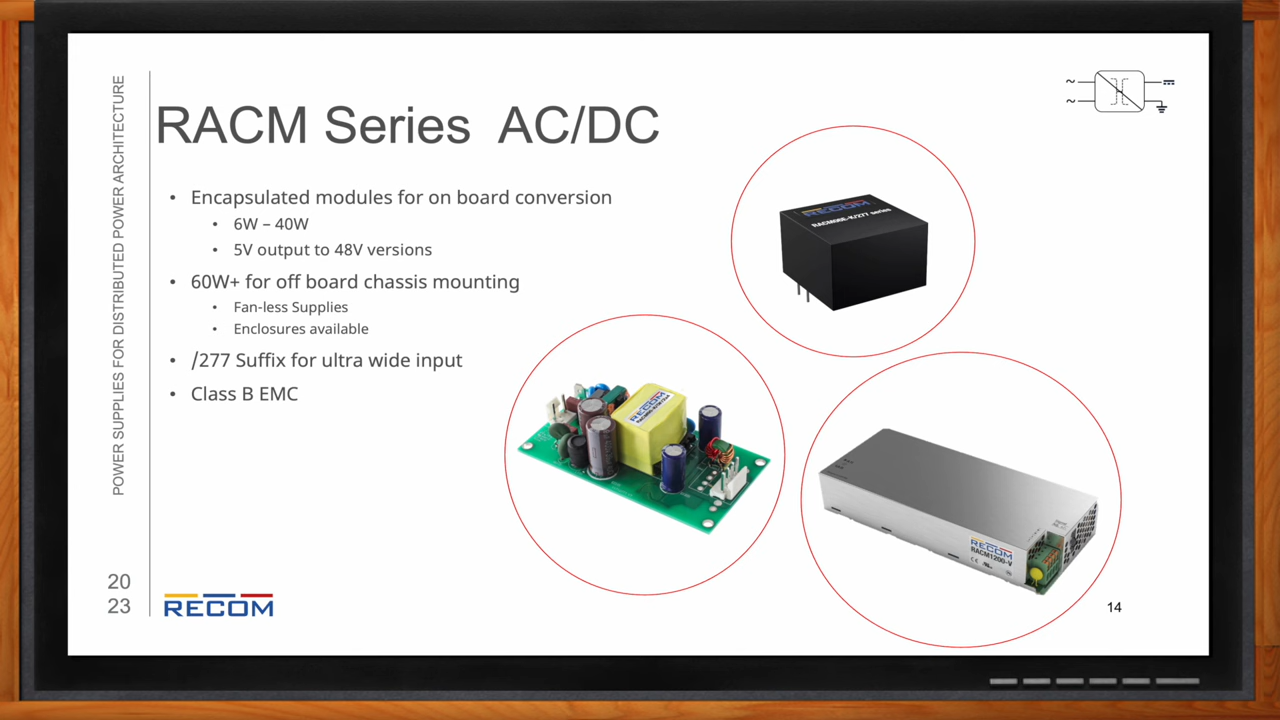 POWER SUPPLIES FOR DISTRIBUTED POWER ARCHITECTURE
RACM Series AC/DC
• Encapsulated modules for on board conversion
• 6W – 40W
• 5V output to 48V versions
• 60W+ for off board chassis mounting
• Fan-less Supplies
• Enclosures available
• /277 Suffix for ultra wide input
• Class B EMC
RECOM
RECOM
RECOM
RACM1200-V
20
23
RECOM
14